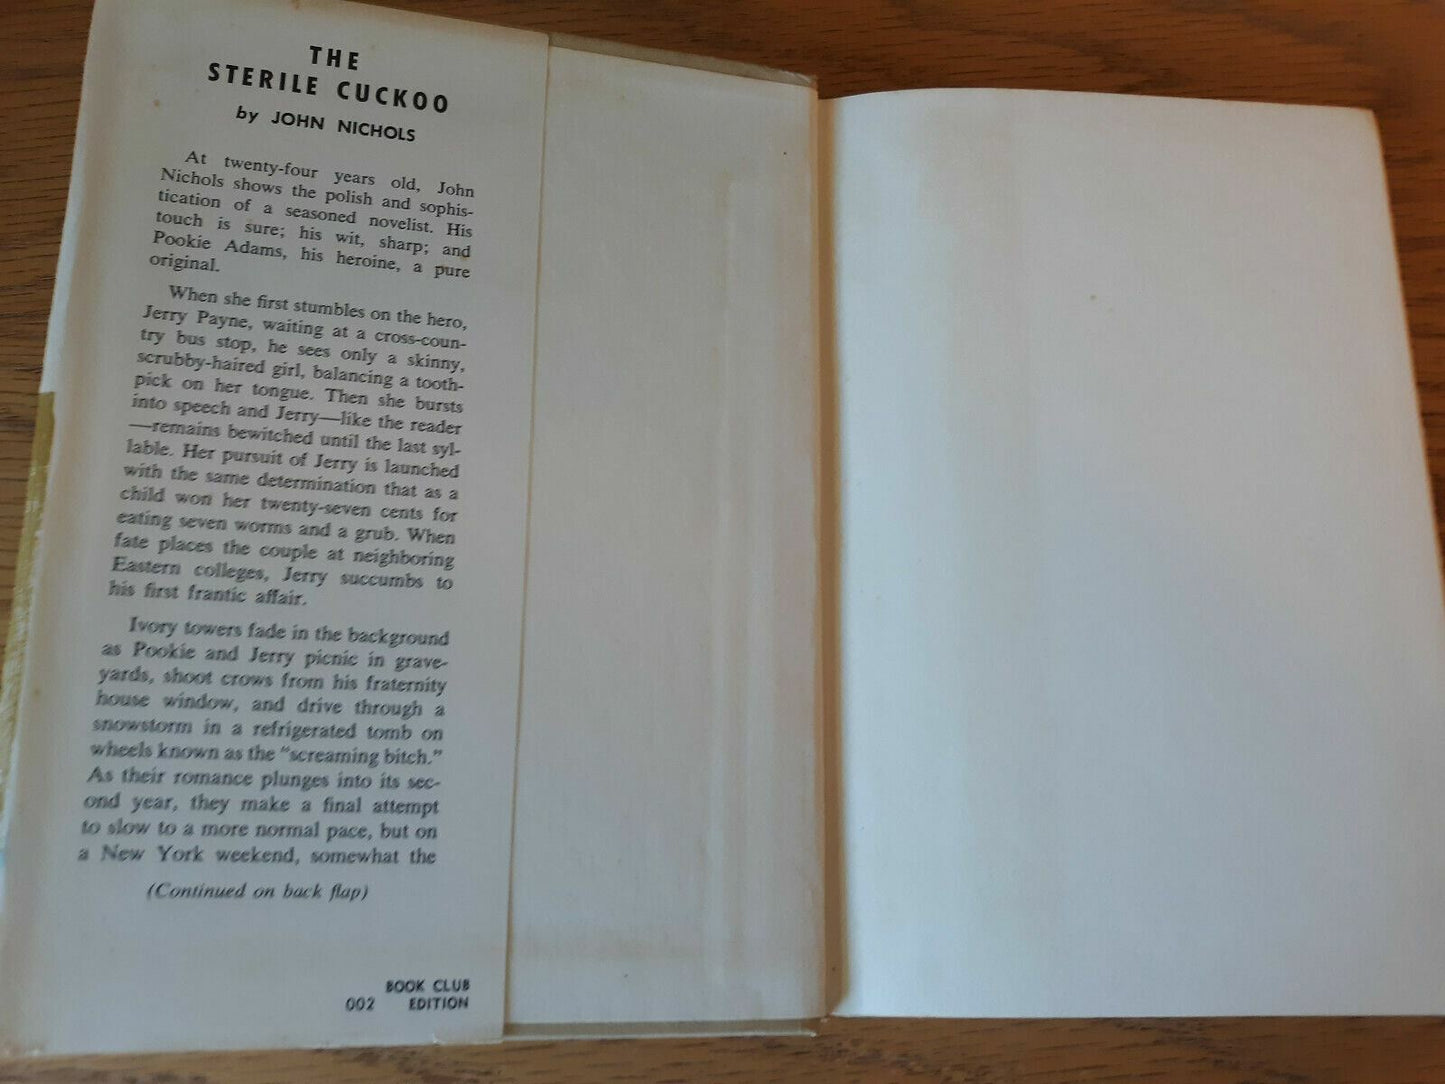 THE
STERILE CUCKOO
by JOHN NICHOLS
At twenty-four years old, John
Nichols shows the polish and sophis-
tication of a seasoned novelist. His
touch is sure; his wit, sharp; and
Pookie Adams, his heroine, a pure
original.
When she first stumbles on the hero,
Jerry Payne, waiting at a cross-coun-
try bus stop, he sees only a skinny,
scrubby-haired girl, balancing a tooth-
pick on her tongue. Then she bursts
into speech and Jerry—like the reader
—remains bewitched until the last syl-
lable. Her pursuit of Jerry is launched
with the same determination that as a
child won her twenty-seven cents for
eating seven worms and a grub. When
fate places the couple at neighboring
Eastern colleges, Jerry succumbs to
his first frantic affair.
Ivory towers fade in the background
as Pookie and Jerry picnic in grave-
yards, shoot crows from his fraternity
house window, and drive through a
snowstorm in a refrigerated tomb on
wheels known as the "screaming bitch."
As their romance plunges into its sec-
ond year, they make a final attempt
to slow to a more normal pace, but on
a New York weekend, somewhat the
(Continued on back flap)
BOOK CLUB
002 EDITION